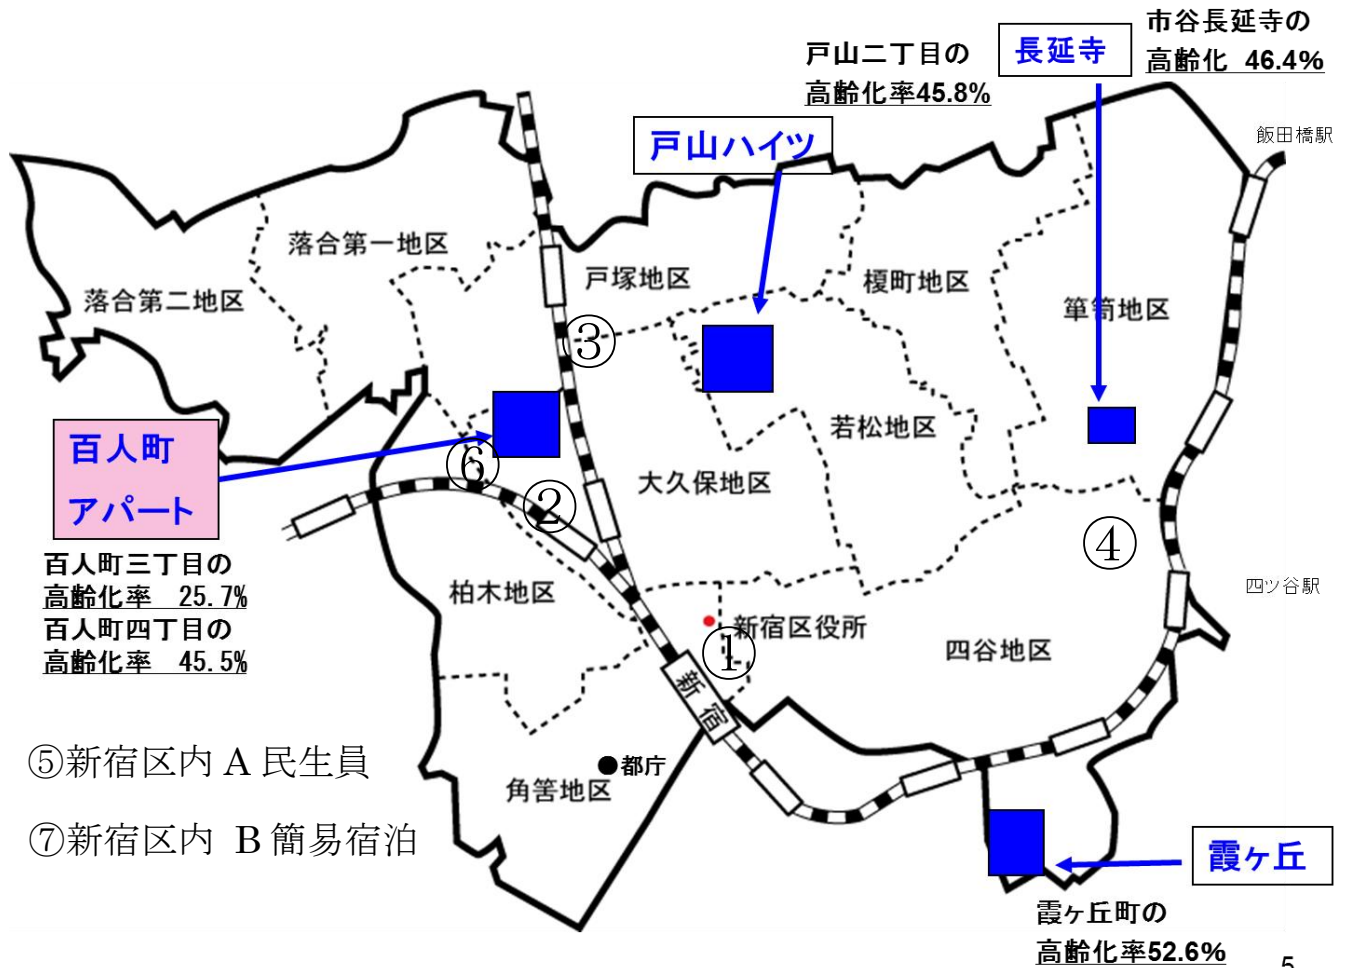 市谷長延寺の
高齢化 46.4%
長延寺
戸山二丁目の
高齢化率45.8%
戸山ハイツ
飯田橋駅
落合第一地区
落合第二地区
戸塚地区
榎町地区
箪笥地区
③
百人町
アパート
⑥
②
若松地区
大久保地区
④
百人町三丁目の
高齢化率 25.7%
百人町四丁目の
高齢化率 45.5%
柏木地区
四ツ谷駅
新宿区役所
①
四谷地区
新宿
●都庁
角筈地区
⑤新宿区内 A 民生員
⑦新宿区内 B 簡易宿泊
霞ヶ丘
霞ヶ丘町の
高齢化率52.6%
5